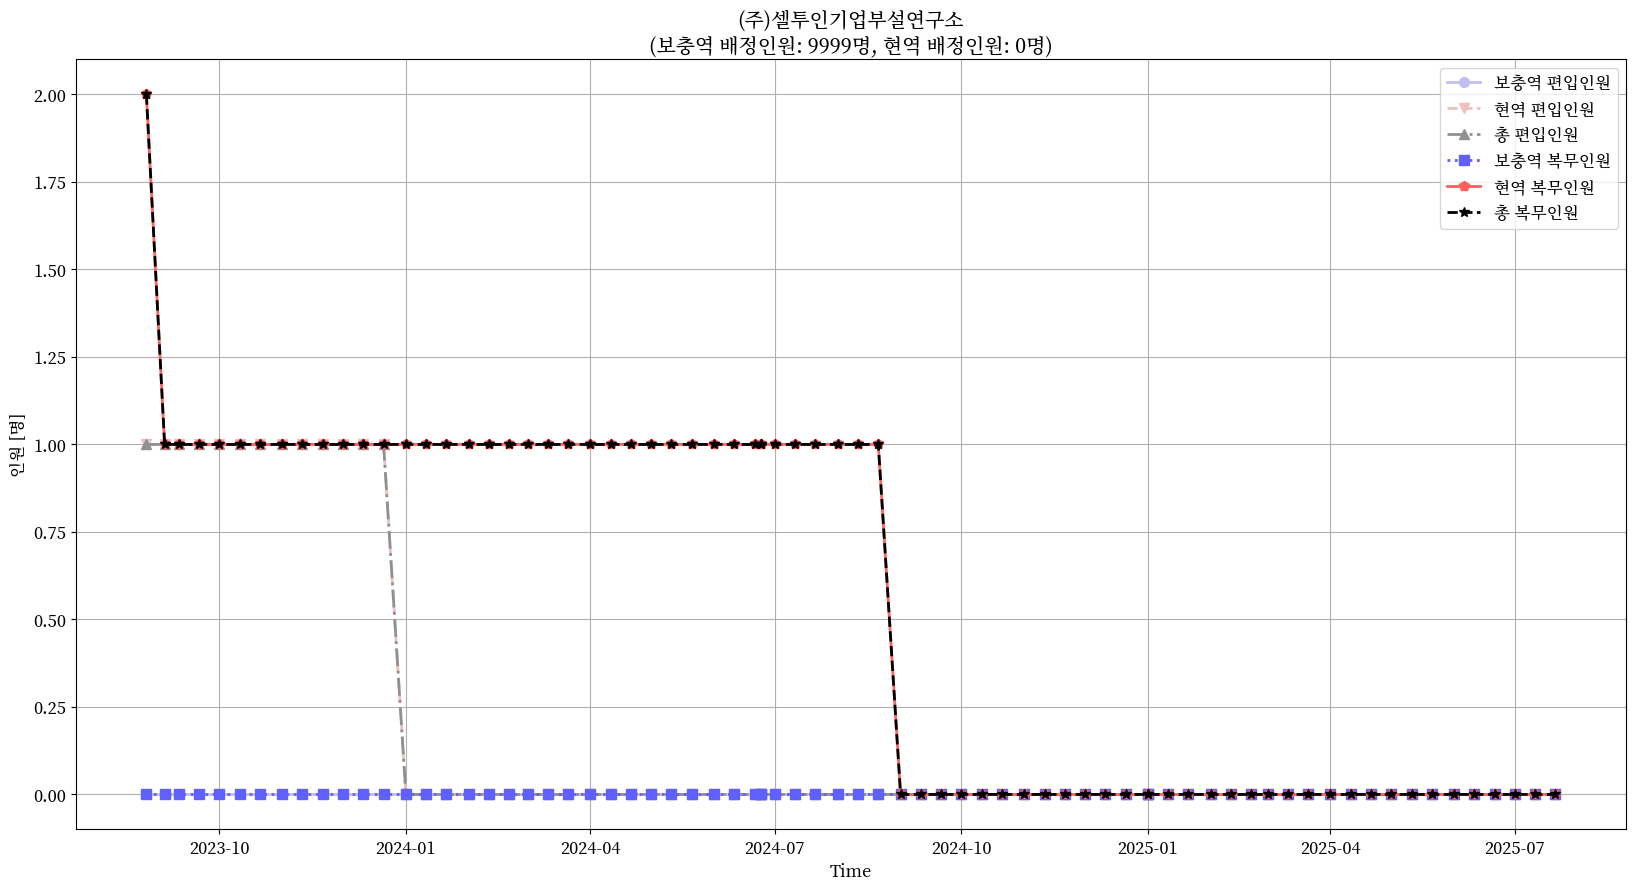 (주)셀투인기업부설연구소
(보충역 배정인원: 9999명, 현역 배정인원: 0명)
보충역 편입인원
현역 편입인원
총 편입인원
보충역 복무인원
현역 복무인원
총 복무인원
인원 [명]
2.00
1.75
1.50
1.25
1.00
0.75
0.50
0.25
0.00
2023-10
2024-01
2024-04
2024-07
2024-10
2025-01
2025-04
2025-07
Time